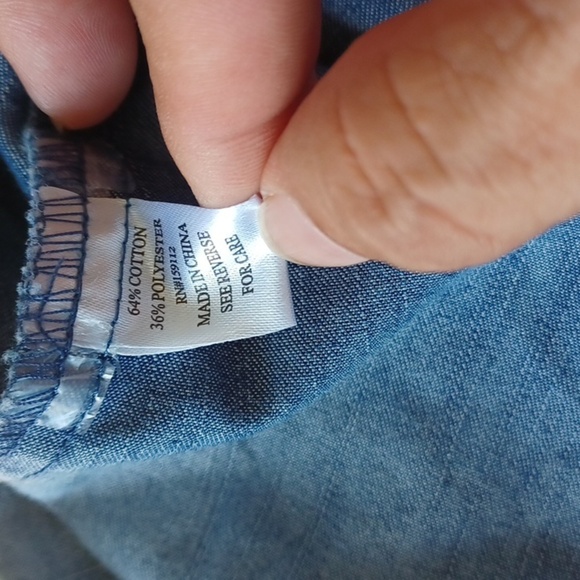 64% COTTON
36% POLYESTER
RN#159112
MADE IN CHINA
SEE REVERSE
FOR CARE